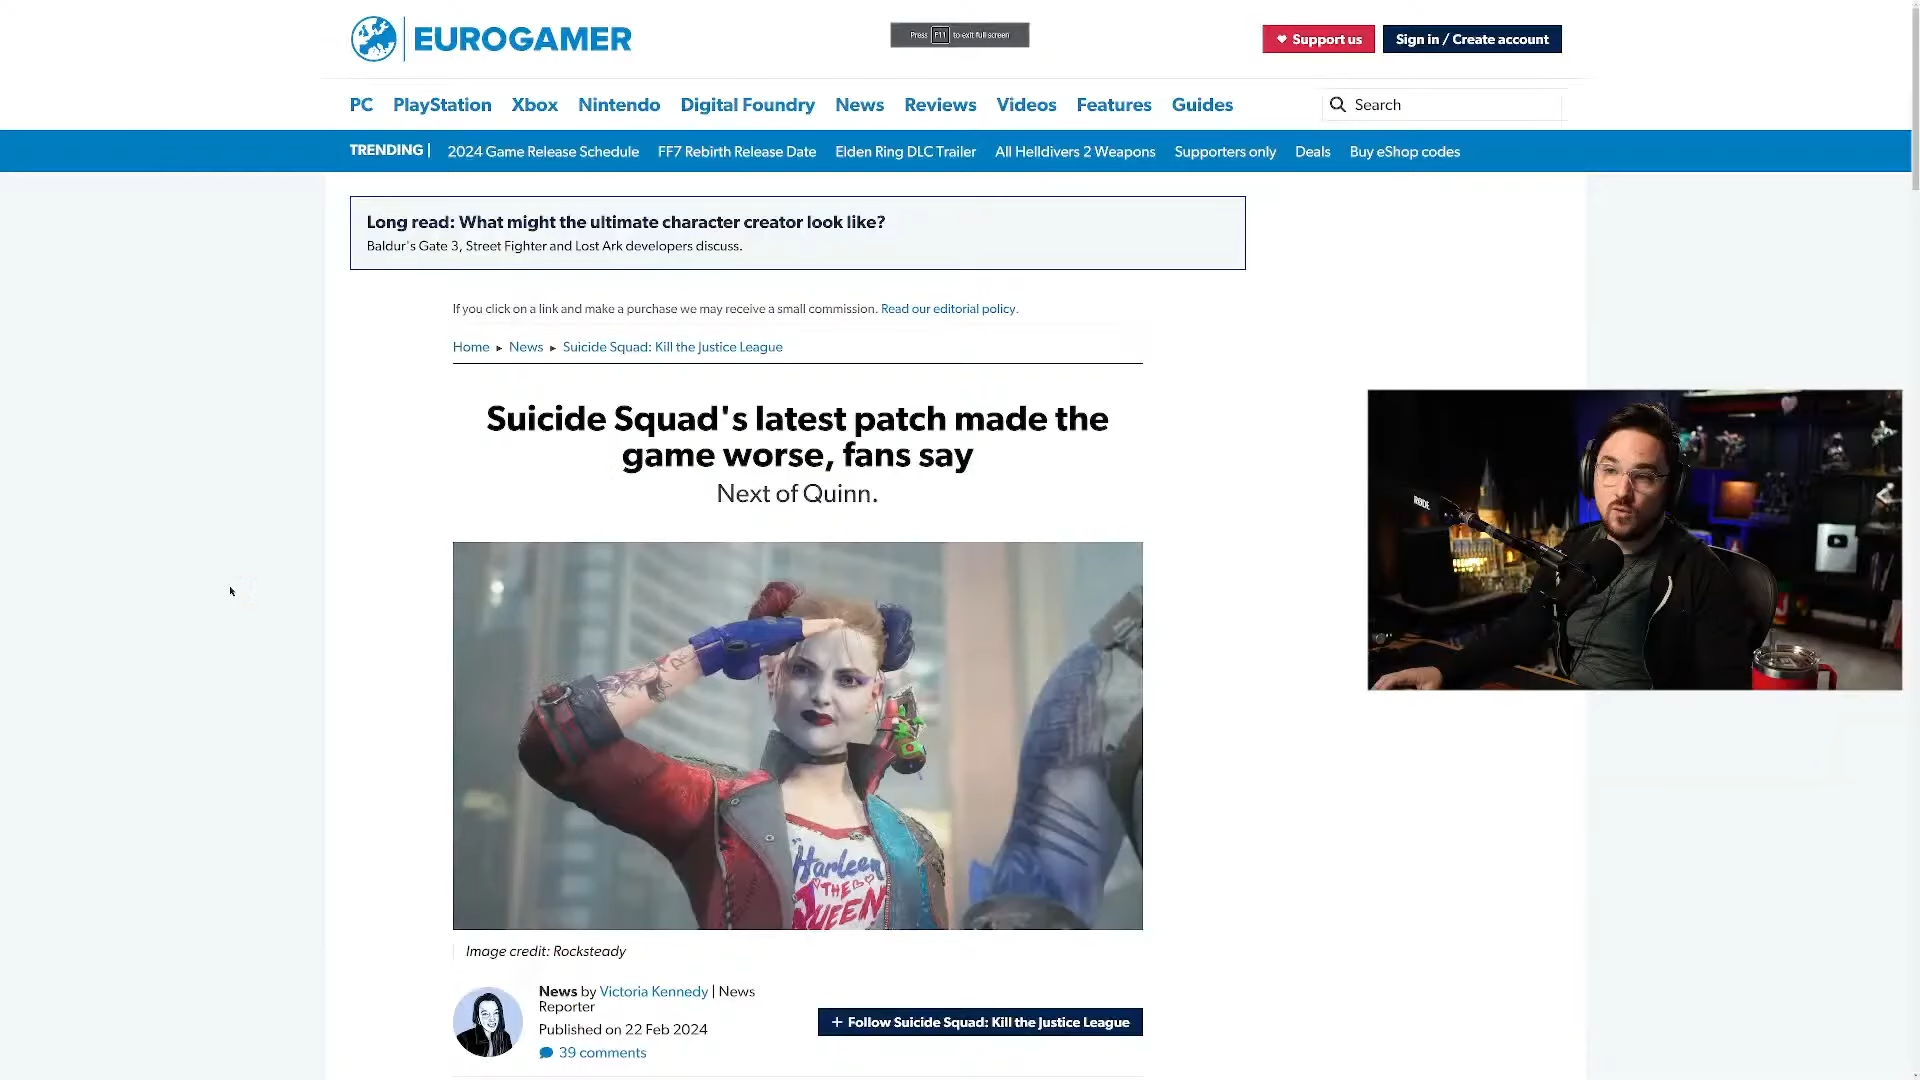 EUROGAMER
Press F11 to exit full screen
Support us
Sign in / Create account
PC PlayStation Xbox Nintendo Digital Foundry News Reviews Videos Features Guides
Search
TRENDING | 2024 Game Release Schedule FF7 Rebirth Release Date Elden Ring DLC Trailer All Helldivers 2 Weapons Supporters only Deals Buy eShop codes
Long read: What might the ultimate character creator look like?
Baldur's Gate 3, Street Fighter and Lost Ark developers discuss.
If you click on a link and make a purchase we may receive a small commission. Read our editorial policy.
Home ▸ News ▸ Suicide Squad: Kill the Justice League
Suicide Squad's latest patch made the
game worse, fans say
Next of Quinn.
RØDE
Harleen
THE
QUEEN
Image credit: Rocksteady
News by Victoria Kennedy | News
Reporter
Published on 22 Feb 2024
39 comments
+ Follow Suicide Squad: Kill the Justice League